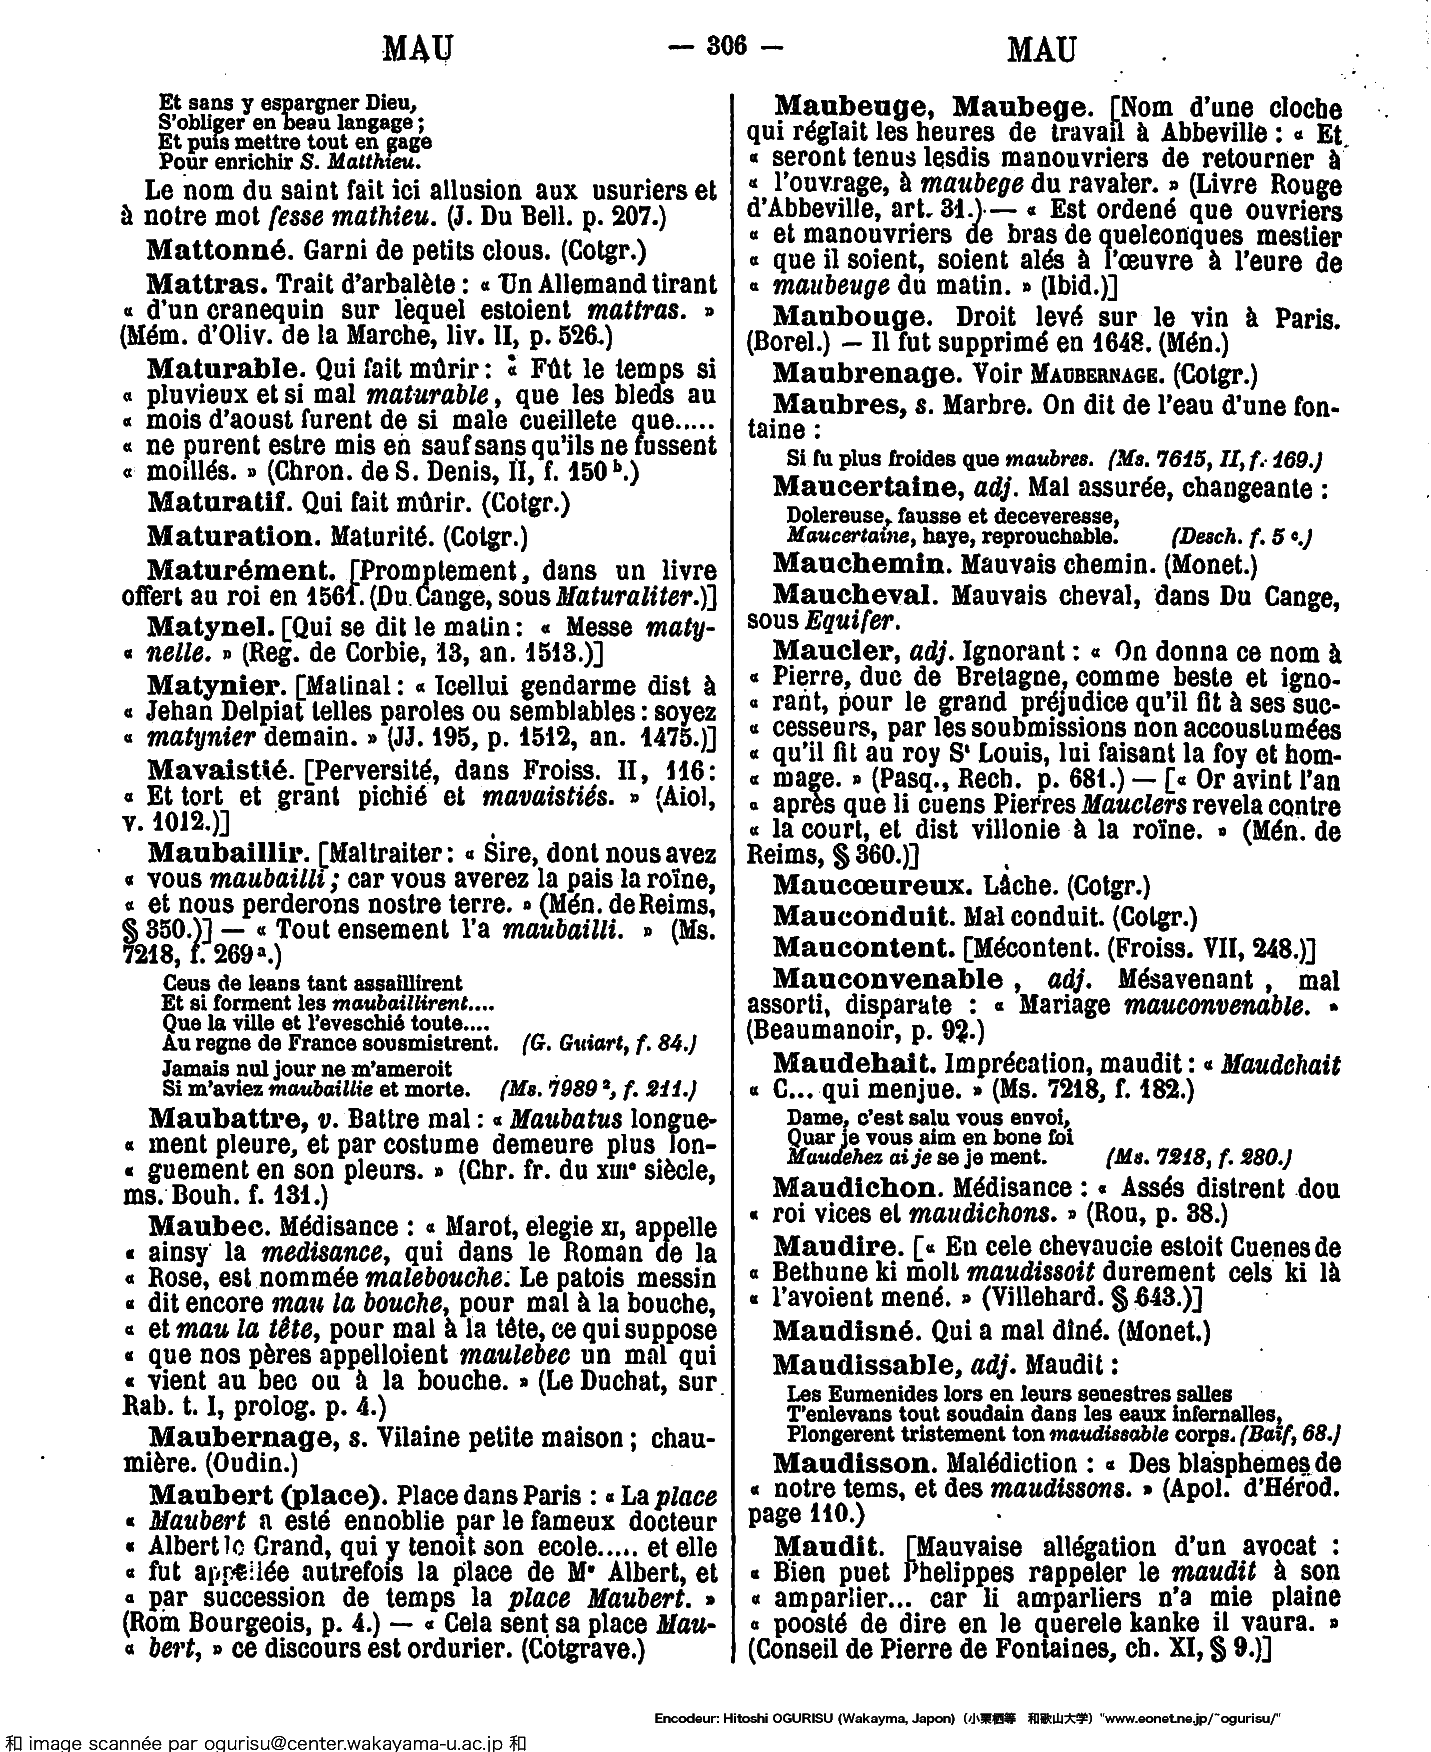 MAU
— 306 —
MAU
Et sans y espargner Dieu,
S'obliger en beau langage ;
Et puis mettre tout en gage
Pour enrichir S. Matthieu.
Le nom du saint fait ici allusion aux usuriers et
à notre mot fesse mathieu. (J. Du Bell. p. 207.)
Mattonné. Garni de petits clous. (Cotgr.)
Mattras. Trait d'arbalète : « Un Allemand tirant
« d'un cranequin sur lequel estoient mattras. »
(Mém. d'Oliv. de la Marche, liv. II, p. 526.)
Maturable. Qui fait mûrir : « Fût le temps si
« pluvieux et si mal maturable, que les bleds au
« mois d'aoust furent de si male cueillete que.....
« ne purent estre mis en sauf sans qu'ils ne fussent
« moillés. » (Chron. de S. Denis, II, f. 150 b.)
Maturatif. Qui fait mûrir. (Cotgr.)
Maturation. Maturité. (Cotgr.)
Maturément. [Promptement, dans un livre
offert au roi en 1561. (Du Cange, sous Maturaliter.)]
Matynel. [Qui se dit le matin : « Messe maty-
« nelle. » (Reg. de Corbie, 13, an. 1513.)]
Matynier. [Matinal : « Icellui gendarme dist à
« Jehan Delpiat telles paroles ou semblables : soyez
« matynier demain. » (JJ. 195, p. 1512, an. 1475.)]
Mavaistié. [Perversité, dans Froiss. II, 116 :
« Et tort et grant pichié et mavaistiés. » (Aiol,
v. 1012.)]
Maubaillir. [Maltraiter : « Sire, dont nous avez
« vous maubailli ; car vous averez la pais la roïne,
« et nous perderons nostre terre. » (Mén. de Reims,
§ 350.)] — « Tout ensement l'a maubailli. » (Ms.
7218, f. 269 a.)
Ceus de leans tant assaillirent
Et si forment les maubaillirent....
Que la ville et l'eveschié toute....
Au regne de France sousmistrent. (G. Guiart, f. 84.)
Jamais nul jour ne m'ameroit
Si m'aviez maubaillie et morte. (Ms. 7989 ², f. 211.)
Maubattre, v. Battre mal : « Maubatus longue-
« ment pleure, et par costume demeure plus lon-
« guement en son pleurs. » (Chr. fr. du XIIIe siècle,
ms. Bouh. f. 131.)
Maubec. Médisance : « Marot, elegie XI, appelle
« ainsy la medisance, qui dans le Roman de la
« Rose, est nommée malebouche. Le patois messin
« dit encore mau la bouche, pour mal à la bouche,
« et mau la tête, pour mal à la tête, ce qui suppose
« que nos pères appelloient maulebec un mal qui
« vient au bec ou à la bouche. » (Le Duchat, sur
Rab. t. I, prolog. p. 4.)
Maubernage, s. Vilaine petite maison ; chau-
mière. (Oudin.)
Maubert (place). Place dans Paris : « La place
« Maubert a esté ennoblie par le fameux docteur
« Albert le Grand, qui y tenoit son ecole..... et elle
« fut appellée autrefois la place de Mr Albert, et
« par succession de temps la place Maubert. »
(Rom Bourgeois, p. 4.) — « Cela sent sa place Mau-
« bert, » ce discours est ordurier. (Cotgrave.)
Maubeuge, Maubege. [Nom d'une cloche
qui réglait les heures de travail à Abbeville : « Et
« seront tenus lesdis manouvriers de retourner à
« l'ouvrage, à maubege du ravaler. » (Livre Rouge
d'Abbeville, art. 31.) — « Est ordené que ouvriers
« et manouvriers de bras de quelconques mestier
« que il soient, soient alés à l'œuvre à l'eure de
« maubeuge du matin. » (Ibid.)]
Maubouge. Droit levé sur le vin à Paris.
(Borel.) — Il fut supprimé en 1648. (Mén.)
Maubrenage. Voir MAUBERNAGE. (Cotgr.)
Maubres, s. Marbre. On dit de l'eau d'une fon-
taine :
Si fu plus froides que maubres. (Ms. 7615, II, f. 169.)
Maucertaine, adj. Mal assurée, changeante :
Dolereuse, fausse et deceveresse,
Maucertaine, haye, reprouchable. (Desch. f. 5 c.)
Mauchemin. Mauvais chemin. (Monet.)
Maucheval. Mauvais cheval, dans Du Cange,
sous Equifer.
Maucler, adj. Ignorant : « On donna ce nom à
« Pierre, duc de Bretagne, comme beste et igno-
« rant, pour le grand préjudice qu'il fit à ses suc-
« cesseurs, par les soubmissions non accoustumées
« qu'il fit au roy St Louis, lui faisant la foy et hom-
« mage. » (Pasq., Rech. p. 681.) — [« Or avint l'an
« après que li cuens Pierres Mauclers revela contre
« la court, et dist villonie à la roïne. » (Mén. de
Reims, § 360.)]
Maucœureux. Lâche. (Cotgr.)
Mauconduit. Mal conduit. (Cotgr.)
Maucontent. [Mécontent. (Froiss. VII, 248.)]
Mauconvenable , adj. Mésavenant , mal
assorti, disparate : « Mariage mauconvenable. »
(Beaumanoir, p. 92.)
Maudehait. Imprécation, maudit : « Maudehait
« C... qui menjue. » (Ms. 7218, f. 182.)
Dame, c'est salu vous envoi,
Quar je vous aim en bone foi
Maudehez ai je se je ment. (Ms. 7218, f. 280.)
Maudichon. Médisance : « Assés distrent dou
« roi vices et maudichons. » (Rou, p. 38.)
Maudire. [« En cele chevaucie estoit Cuenes de
« Bethune ki molt maudissoit durement cels ki là
« l'avoient mené. » (Villehard. § 643.)]
Maudisné. Qui a mal dîné. (Monet.)
Maudissable, adj. Maudit :
Les Eumenides lors en leurs senestres salles
T'enlevans tout soudain dans les eaux infernalles,
Plongerent tristement ton maudissable corps. (Baïf, 68.)
Maudisson. Malédiction : « Des blasphemes de
« notre tems, et des maudissons. » (Apol. d'Hérod.
page 110.)
Maudit. [Mauvaise allégation d'un avocat :
« Bien puet Phelippes rappeler le maudit à son
« amparlier... car li amparliers n'a mie plaine
« poosté de dire en le querele kanke il vaura. »
(Conseil de Pierre de Fontaines, ch. XI, § 9.)]
Encodeur: Hitoshi OGURISU (Wakayma, Japon) (小栗栖等 和歌山大学) "www.eonet.ne.jp/~ogurisu/"
和 image scannée par ogurisu@center.wakayama-u.ac.jp 和